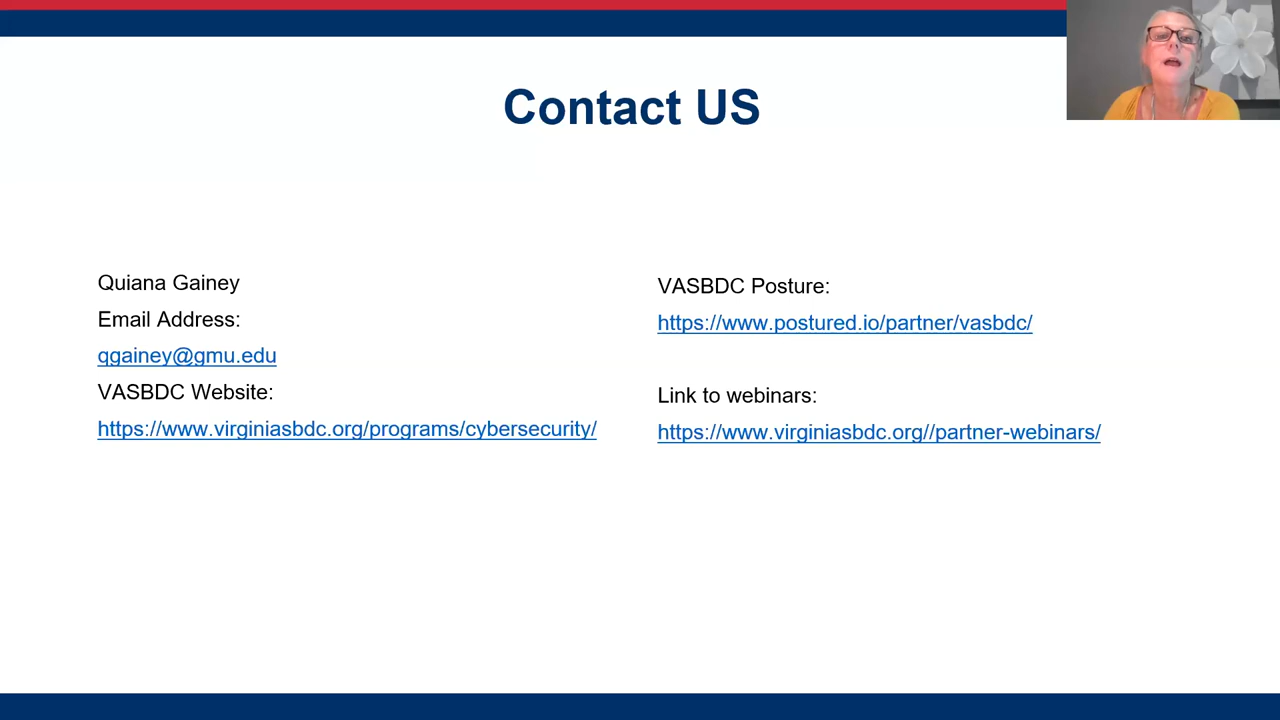 Contact US
Quiana Gainey
Email Address:
qgainey@gmu.edu
VASBDC Website:
https://www.virginiasbdc.org/programs/cybersecurity/
VASBDC Posture:
https://www.postured.io/partner/vasbdc/
Link to webinars:
https://www.virginiasbdc.org//partner-webinars/